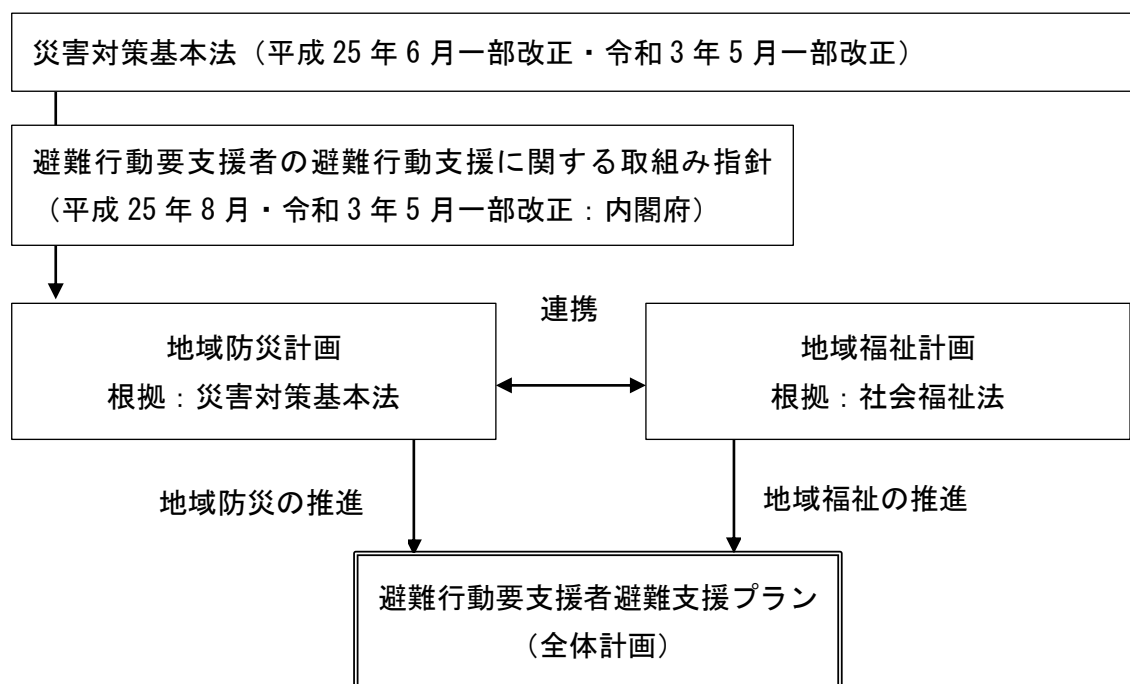 災害対策基本法（平成 25 年 6 月一部改正・令和 3 年 5 月一部改正）
避難行動要支援者の避難行動支援に関する取組み指針
（平成 25 年 8 月・令和 3 年 5 月一部改正：内閣府）
連携
地域防災計画
根拠：災害対策基本法
地域福祉計画
根拠：社会福祉法
地域防災の推進
地域福祉の推進
避難行動要支援者避難支援プラン
（全体計画）